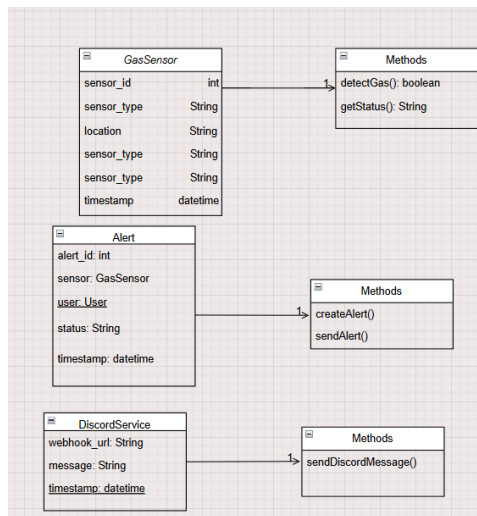 GasSensor
sensor_id int
sensor_type String
location String
sensor_type String
sensor_type String
timestamp datetime
1
Methods
detectGas(): boolean
getStatus(): String
Alert
alert_id: int
sensor: GasSensor
user: User
status: String
timestamp: datetime
1
Methods
createAlert()
sendAlert()
DiscordService
webhook_url: String
message: String
timestamp: datetime
1
Methods
sendDiscordMessage()